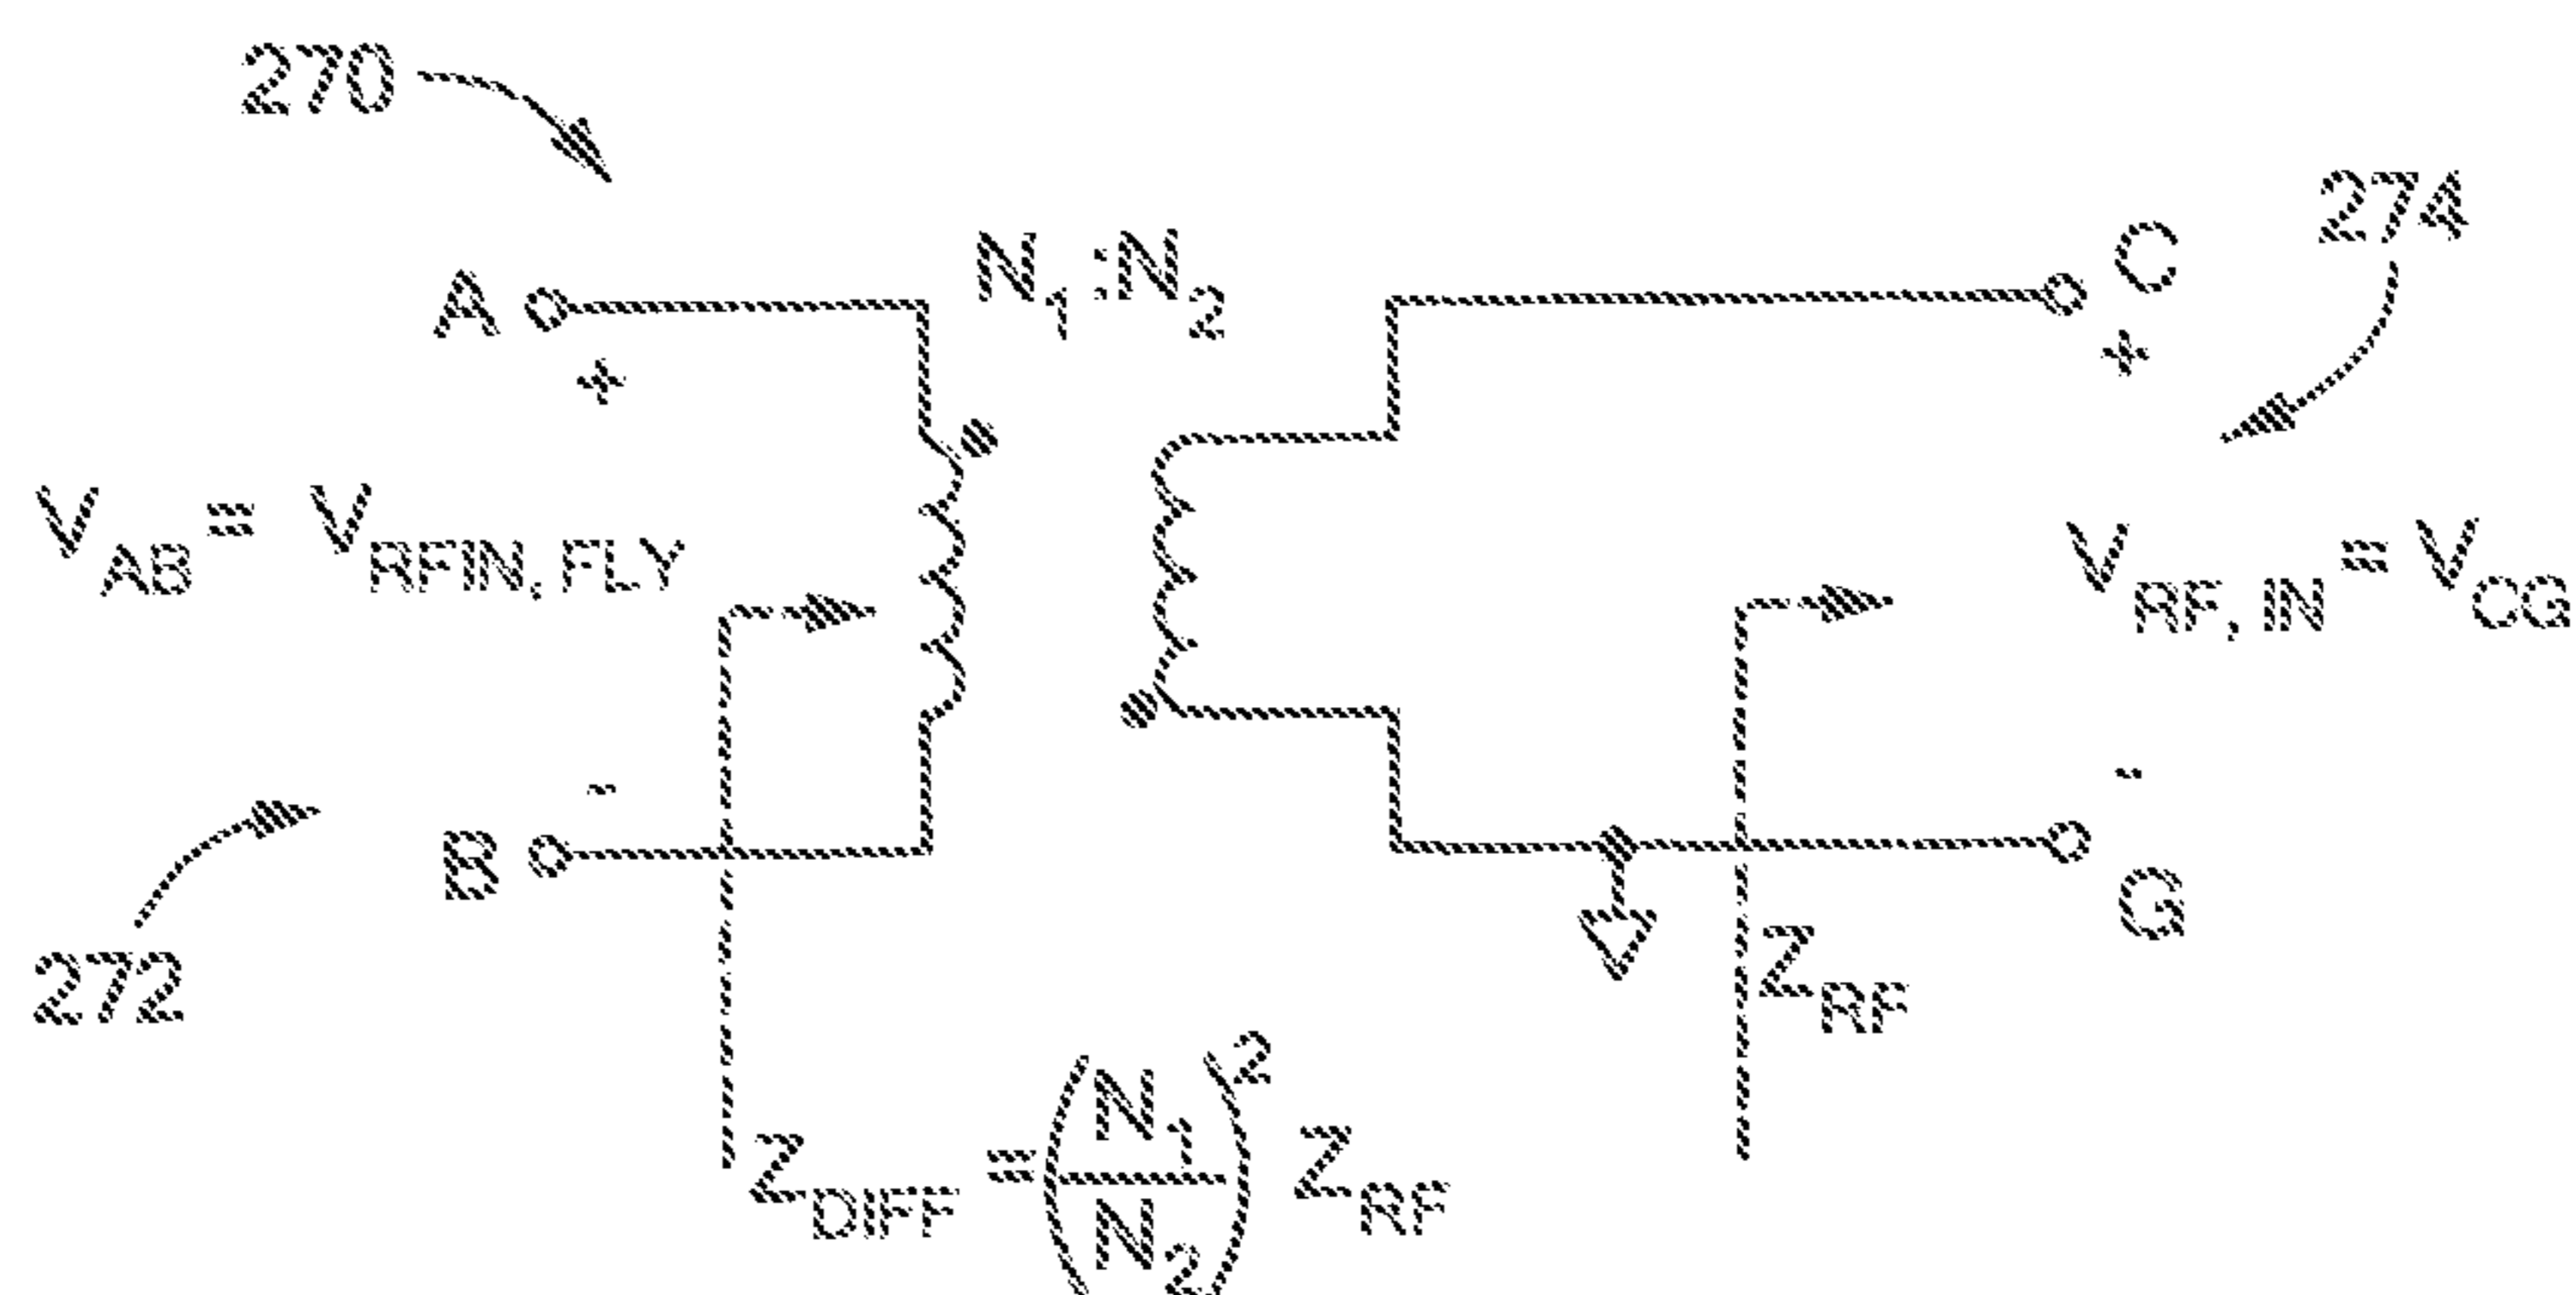 270
274
N1 :N2
A
C
+
+
VAB = VRFIN, FLY
VRF, IN = VCG
-
-
B
G
272
ZRF
ZDIFF = (N1/N2)2 ZRF